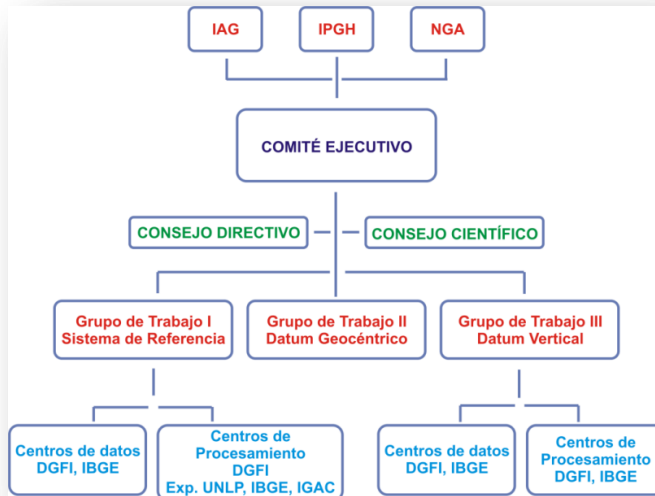 IAG
IPGH
NGA
COMITÉ EJECUTIVO
CONSEJO DIRECTIVO
CONSEJO CIENTÍFICO
Grupo de Trabajo I
Sistema de Referencia
Grupo de Trabajo II
Datum Geocéntrico
Grupo de Trabajo III
Datum Vertical
Centros de datos
DGFI, IBGE
Centros de
Procesamiento
DGFI
Exp. UNLP, IBGE, IGAC
Centros de datos
DGFI, IBGE
Centros de
Procesamiento
DGFI, IBGE